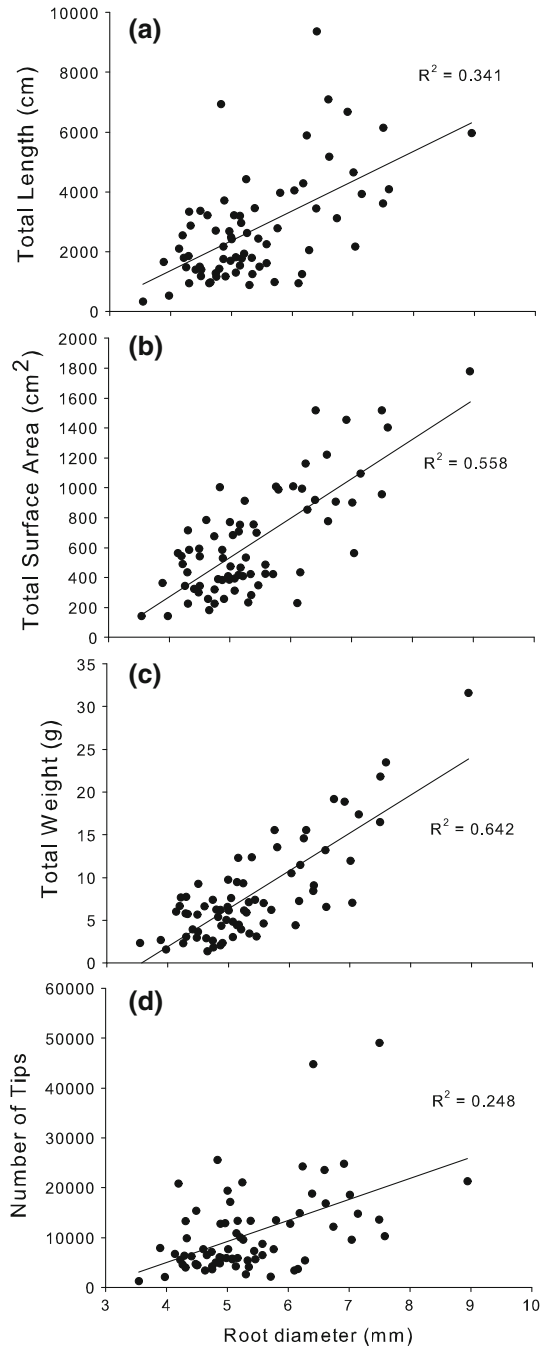 (a)
10000
8000
6000
4000
2000
0
Total Length (cm)
R² = 0.341
(b)
2000
1800
1600
1400
1200
1000
800
600
400
200
0
Total Surface Area (cm²)
R² = 0.558
(c)
35
30
25
20
15
10
5
0
Total Weight (g)
R² = 0.642
(d)
60000
50000
40000
30000
20000
10000
0
Number of Tips
R² = 0.248
3 4 5 6 7 8 9 10
Root diameter (mm)